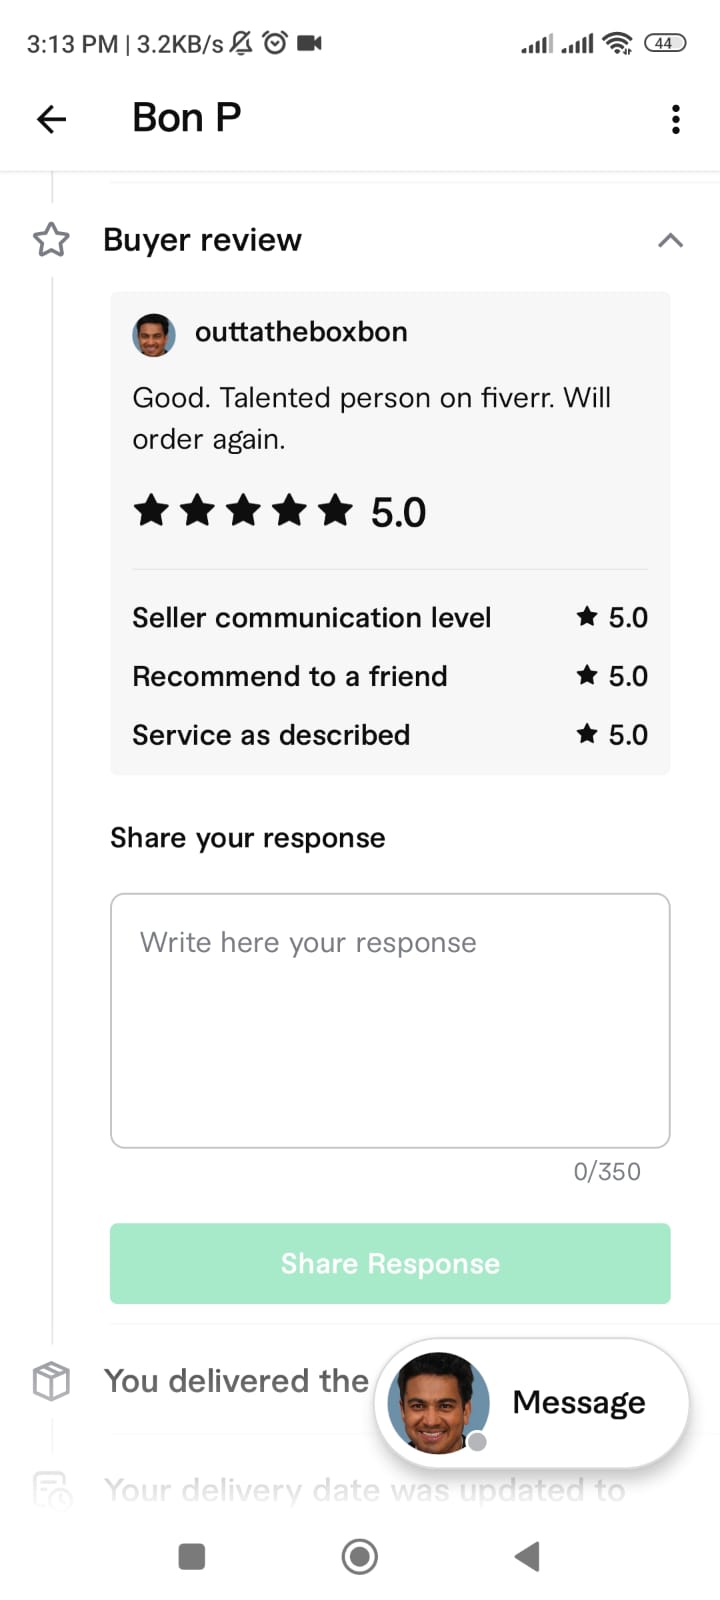 3:13 PM | 3.2KB/s
44
Bon P
Buyer review
outtatheboxbon
Good. Talented person on fiverr. Will
order again.
5.0
Seller communication level 5.0
Recommend to a friend 5.0
Service as described 5.0
Share your response
Write here your response
0/350
Share Response
You delivered the
Message
Your delivery date was updated to